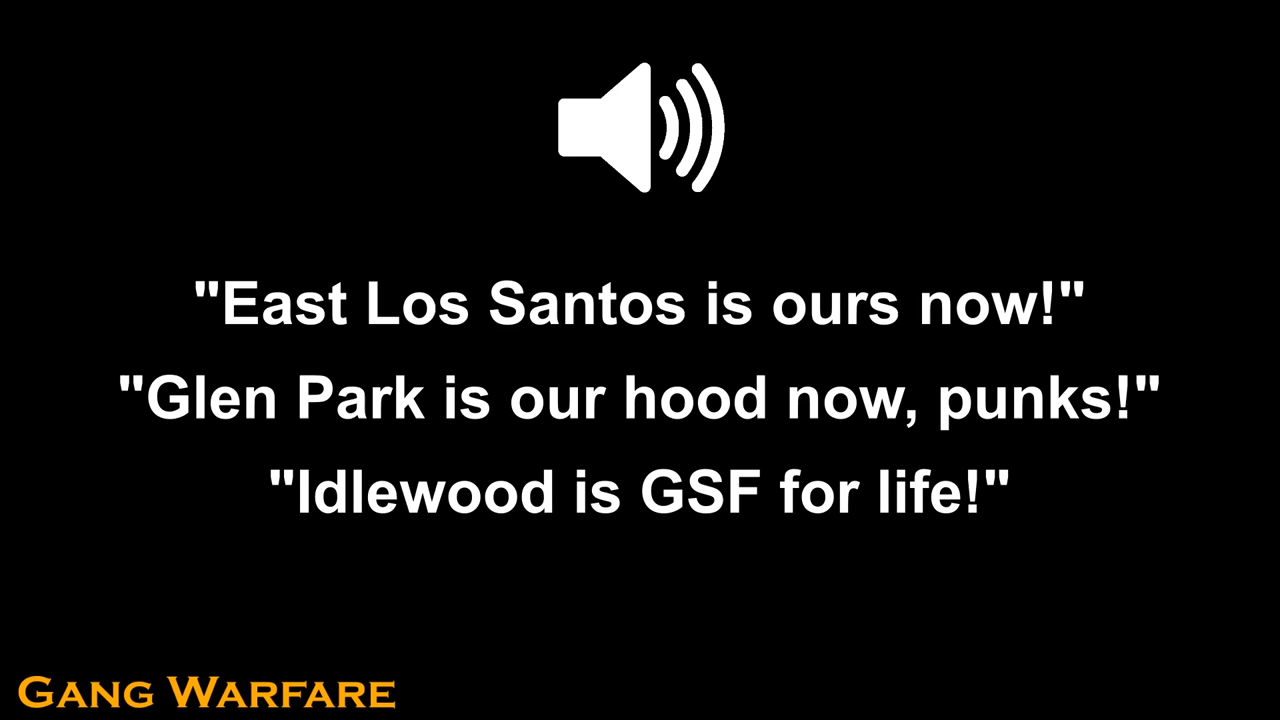 "East Los Santos is ours now!"
"Glen Park is our hood now, punks!"
"Idlewood is GSF for life!"
Gang Warfare